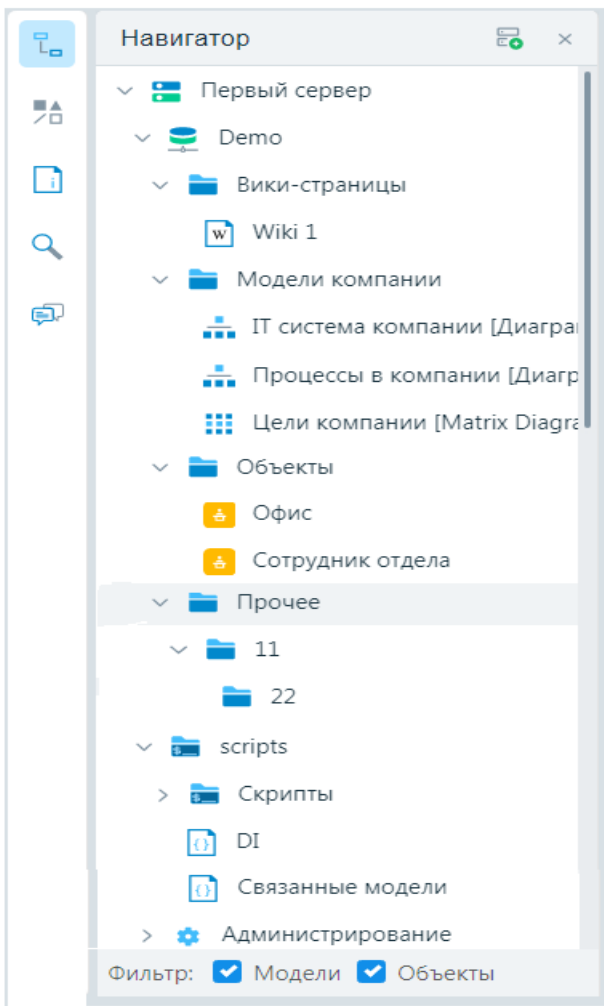 Навигатор
Первый сервер
Demo
Вики-страницы
W Wiki 1
Модели компании
IT система компании [Диагра
Процессы в компании [Диагр
Цели компании [Matrix Diagra
Объекты
Офис
Сотрудник отдела
Прочее
11
22
scripts
Скрипты
DI
Связанные модели
Администрирование
Фильтр: Модели Объекты